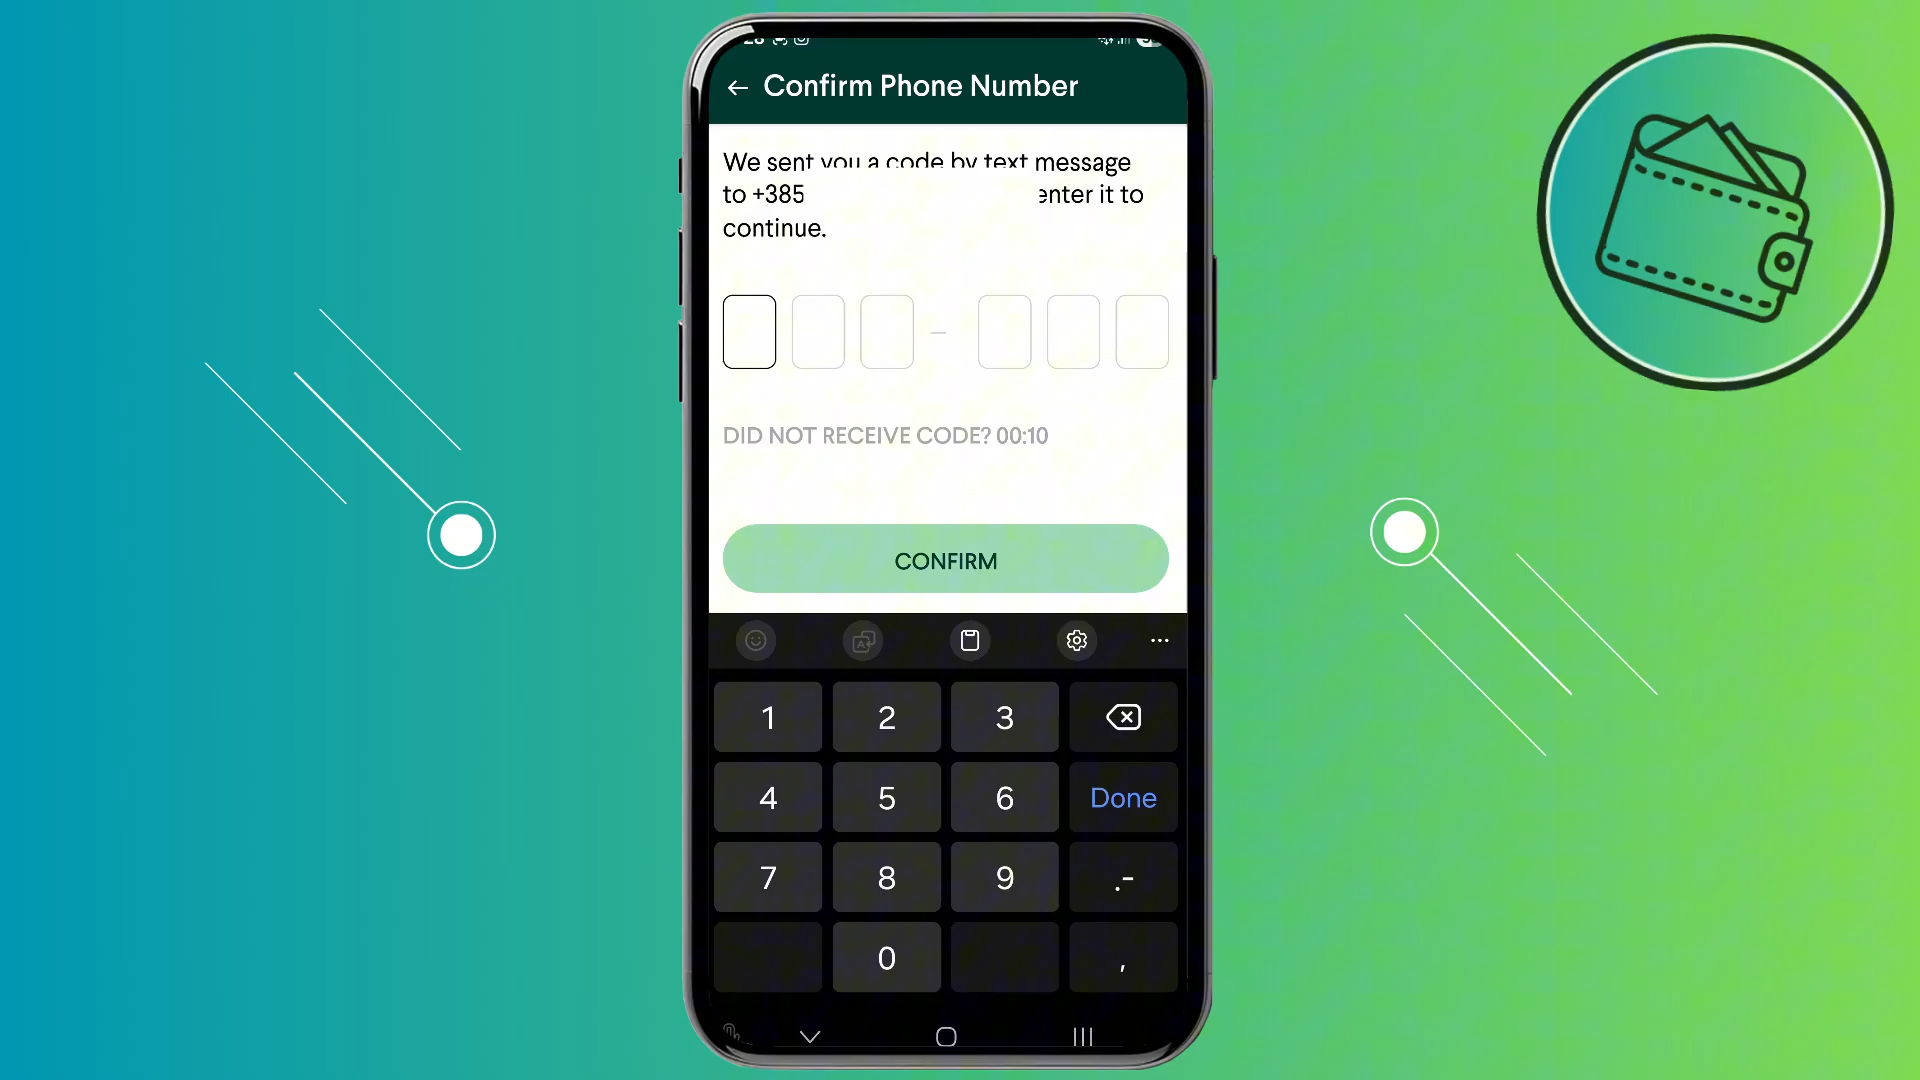 Confirm Phone Number
We sent you a code by text message
to +385 enter it to
continue.
DID NOT RECEIVE CODE? 00:10
CONFIRM
1 2 3
4 5 6 Done
7 8 9 .-
0 ,